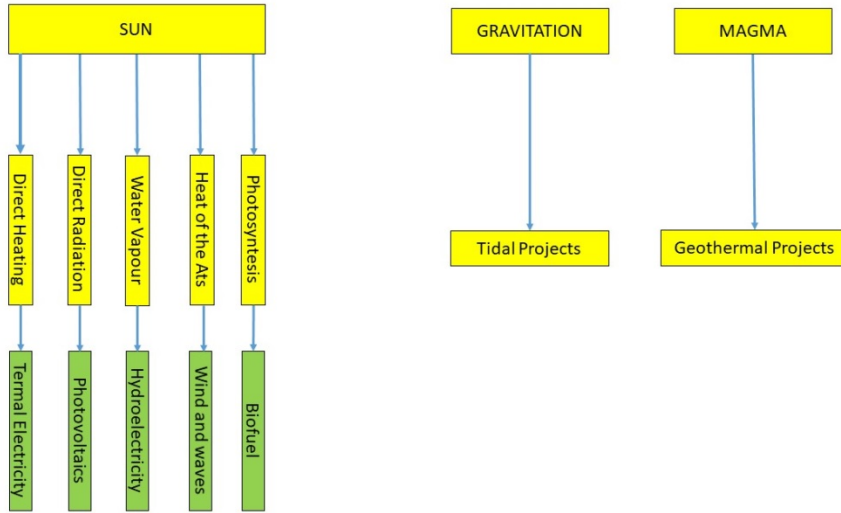 SUN
GRAVITATION
MAGMA
Direct Heating
Direct Radiation
Water Vapour
Heat of the Ats
Photosyntesis
Tidal Projects
Geothermal Projects
Termal Electricity
Photovoltaics
Hydroelectricity
Wind and waves
Biofuel